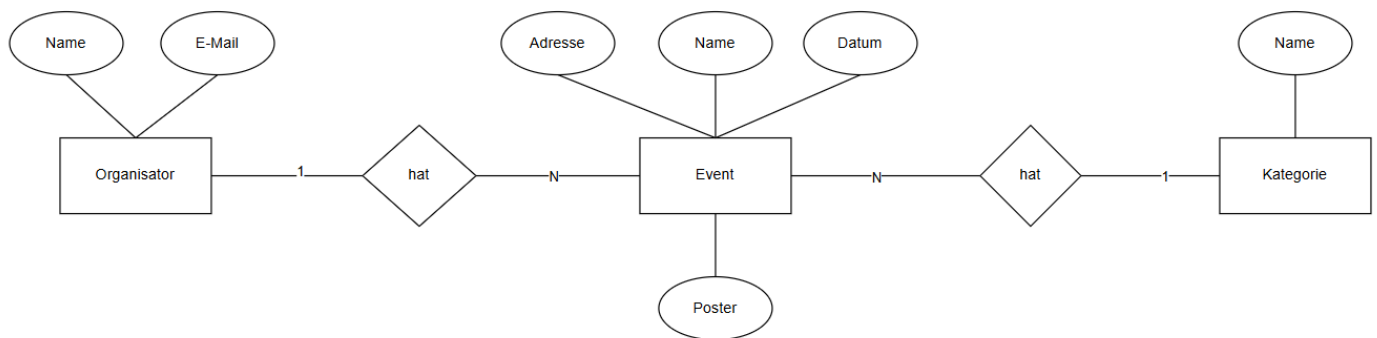 Name
E-Mail
Adresse
Name
Datum
Name
Organisator
1
hat
N
Event
N
hat
1
Kategorie
Poster